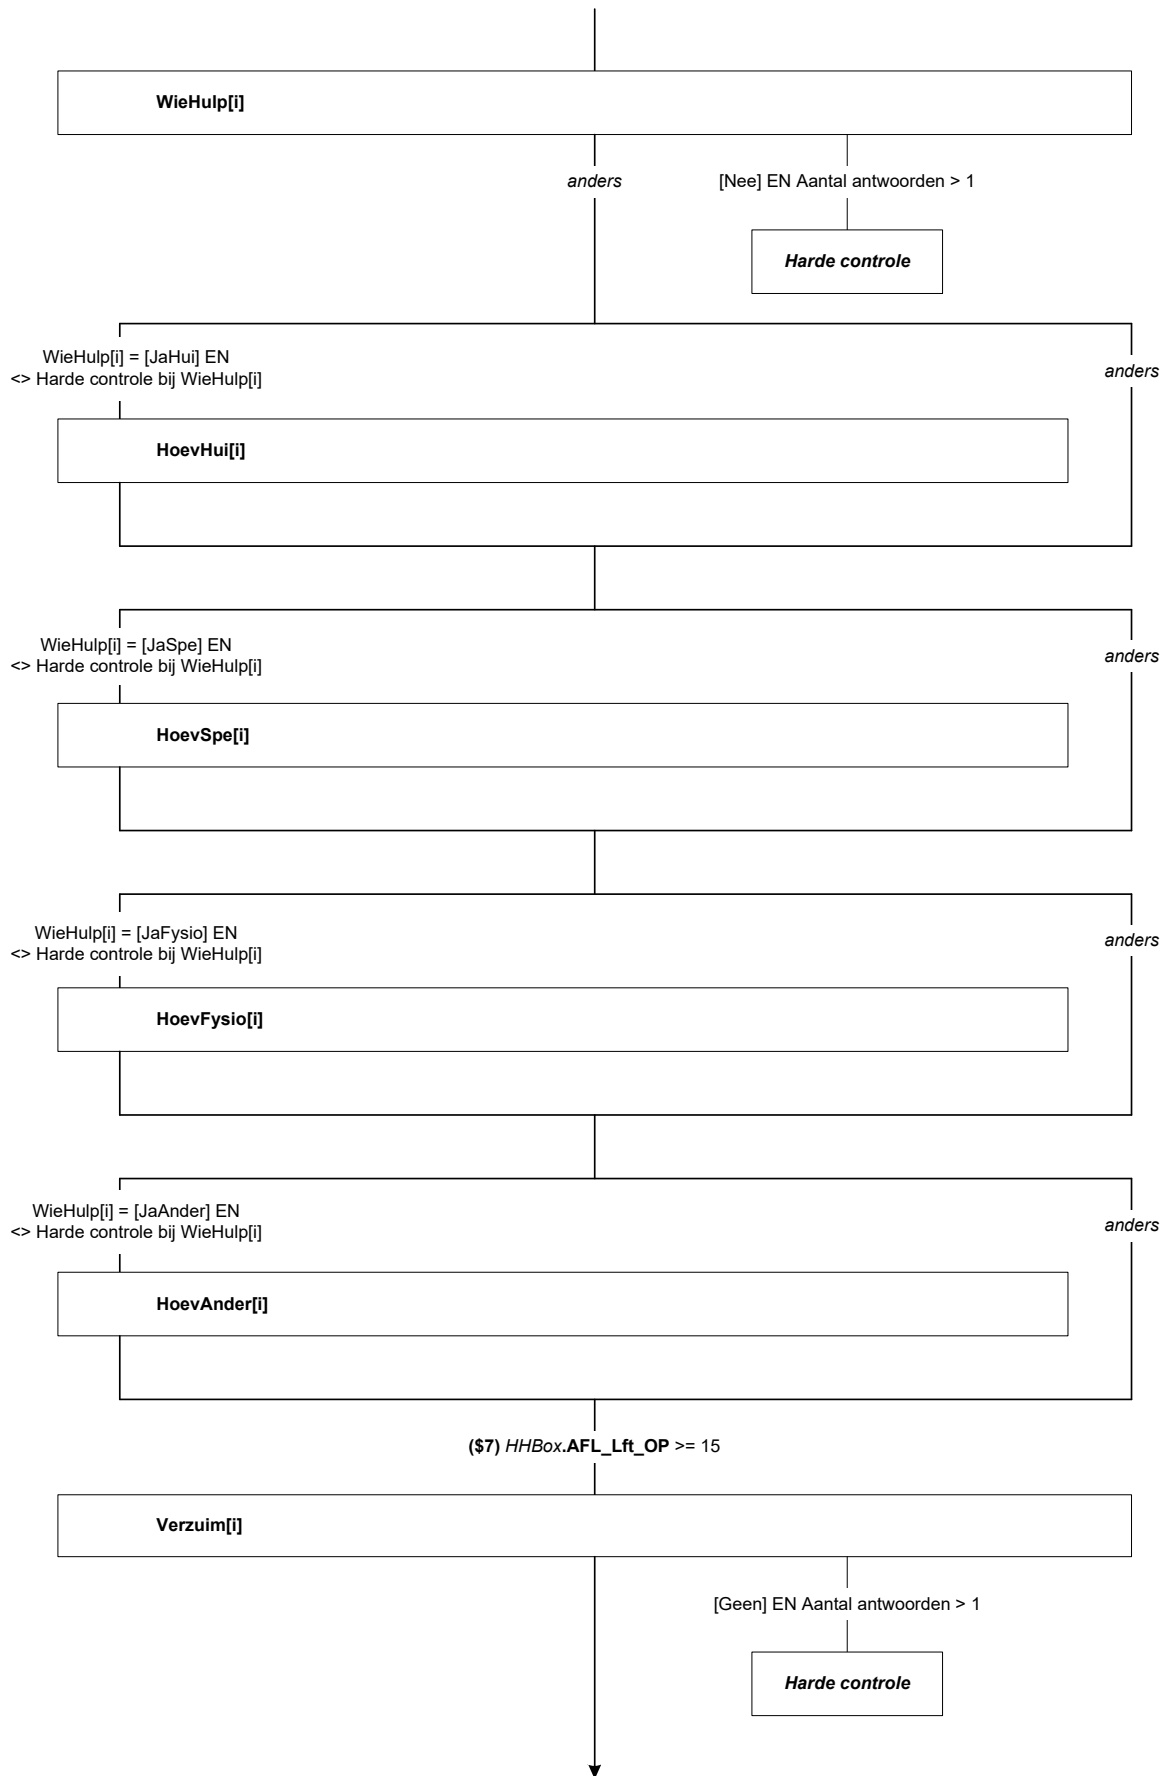 WieHulp[i]
anders
[Nee] EN Aantal antwoorden > 1
Harde controle
WieHulp[i] = [JaHui] EN
<> Harde controle bij WieHulp[i]
anders
HoevHui[i]
WieHulp[i] = [JaSpe] EN
<> Harde controle bij WieHulp[i]
anders
HoevSpe[i]
WieHulp[i] = [JaFysio] EN
<> Harde controle bij WieHulp[i]
anders
HoevFysio[i]
WieHulp[i] = [JaAnder] EN
<> Harde controle bij WieHulp[i]
anders
HoevAnder[i]
($7) HHBox.AFL_Lft_OP >= 15
Verzuim[i]
[Geen] EN Aantal antwoorden > 1
Harde controle